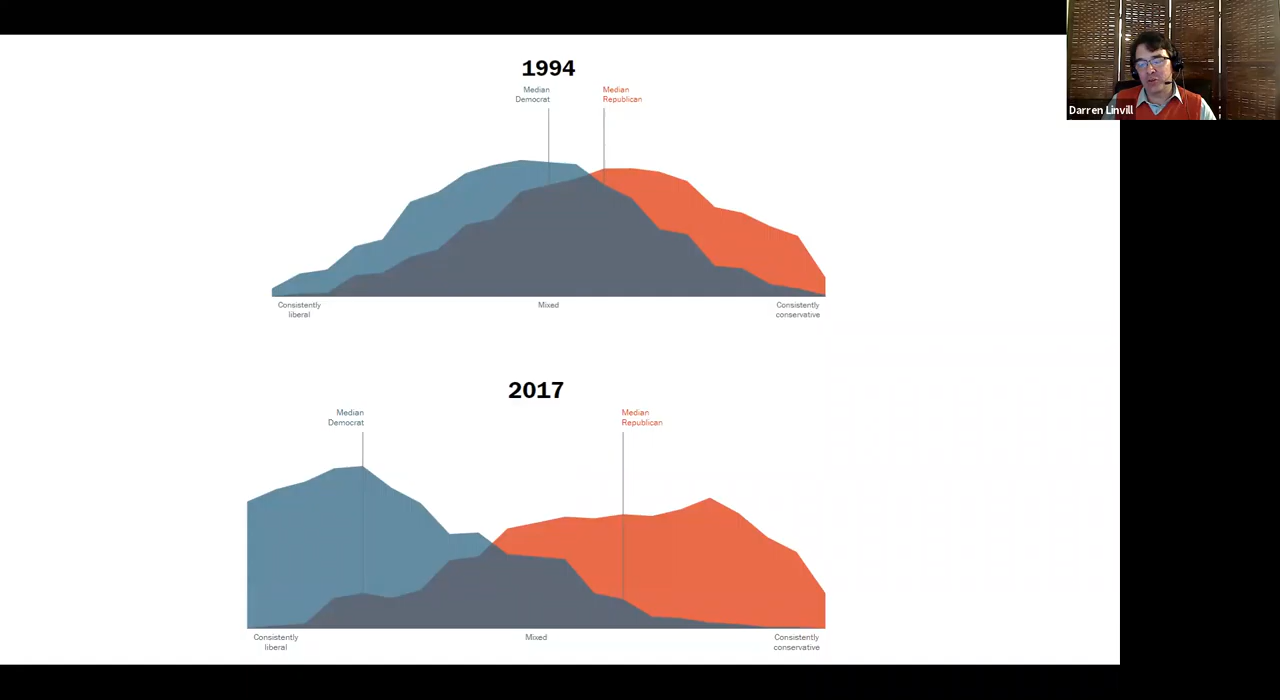 1994
Median
Democrat
Median
Republican
Consistently
liberal
Mixed
Consistently
conservative
2017
Median
Democrat
Median
Republican
Consistently
liberal
Mixed
Consistently
conservative
Darren Linvill